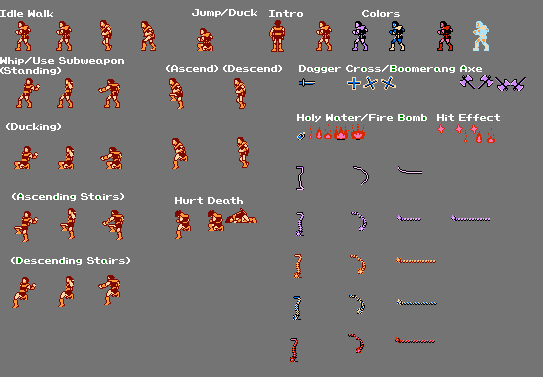 Idle Walk
Jump/Duck
Intro
Colors
Whip/Use Subweapon
(Standing)
(Ascend) (Descend)
Dagger Cross/Boomerang Axe
Holy Water/Fire Bomb
Hit Effect
(Ducking)
(Ascending Stairs)
Hurt Death
(Descending Stairs)